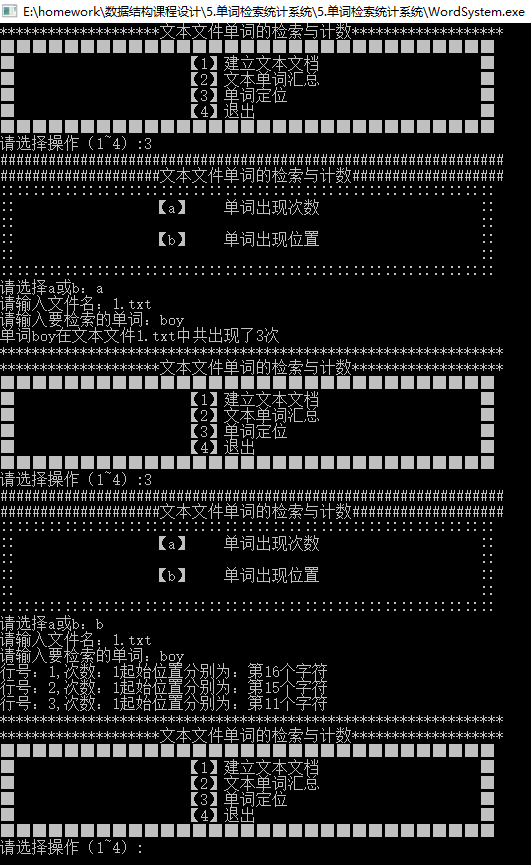 E:\homework\数据结构课程设计\5.单词检索统计系统\5.单词检索统计系统\WordSystem.exe
********************文本文件单词的检索与计数*******************
【1】建立文本文档
【2】文本单词汇总
【3】单词定位
【4】退出
请选择操作（1~4）:3
###############################################################
####################文本文件单词的检索与计数###################
【a】 单词出现次数
【b】 单词出现位置
请选择a或b: a
请输入文件名: 1.txt
请输入要检索的单词: boy
单词boy在文本文件1.txt中共出现了3次
***************************************************************
********************文本文件单词的检索与计数*******************
【1】建立文本文档
【2】文本单词汇总
【3】单词定位
【4】退出
请选择操作（1~4）:3
###############################################################
####################文本文件单词的检索与计数###################
【a】 单词出现次数
【b】 单词出现位置
请选择a或b: b
请输入文件名: 1.txt
请输入要检索的单词: boy
行号: 1,次数: 1起始位置分别为: 第16个字符
行号: 2,次数: 1起始位置分别为: 第15个字符
行号: 3,次数: 1起始位置分别为: 第11个字符
***************************************************************
********************文本文件单词的检索与计数*******************
【1】建立文本文档
【2】文本单词汇总
【3】单词定位
【4】退出
请选择操作（1~4）: